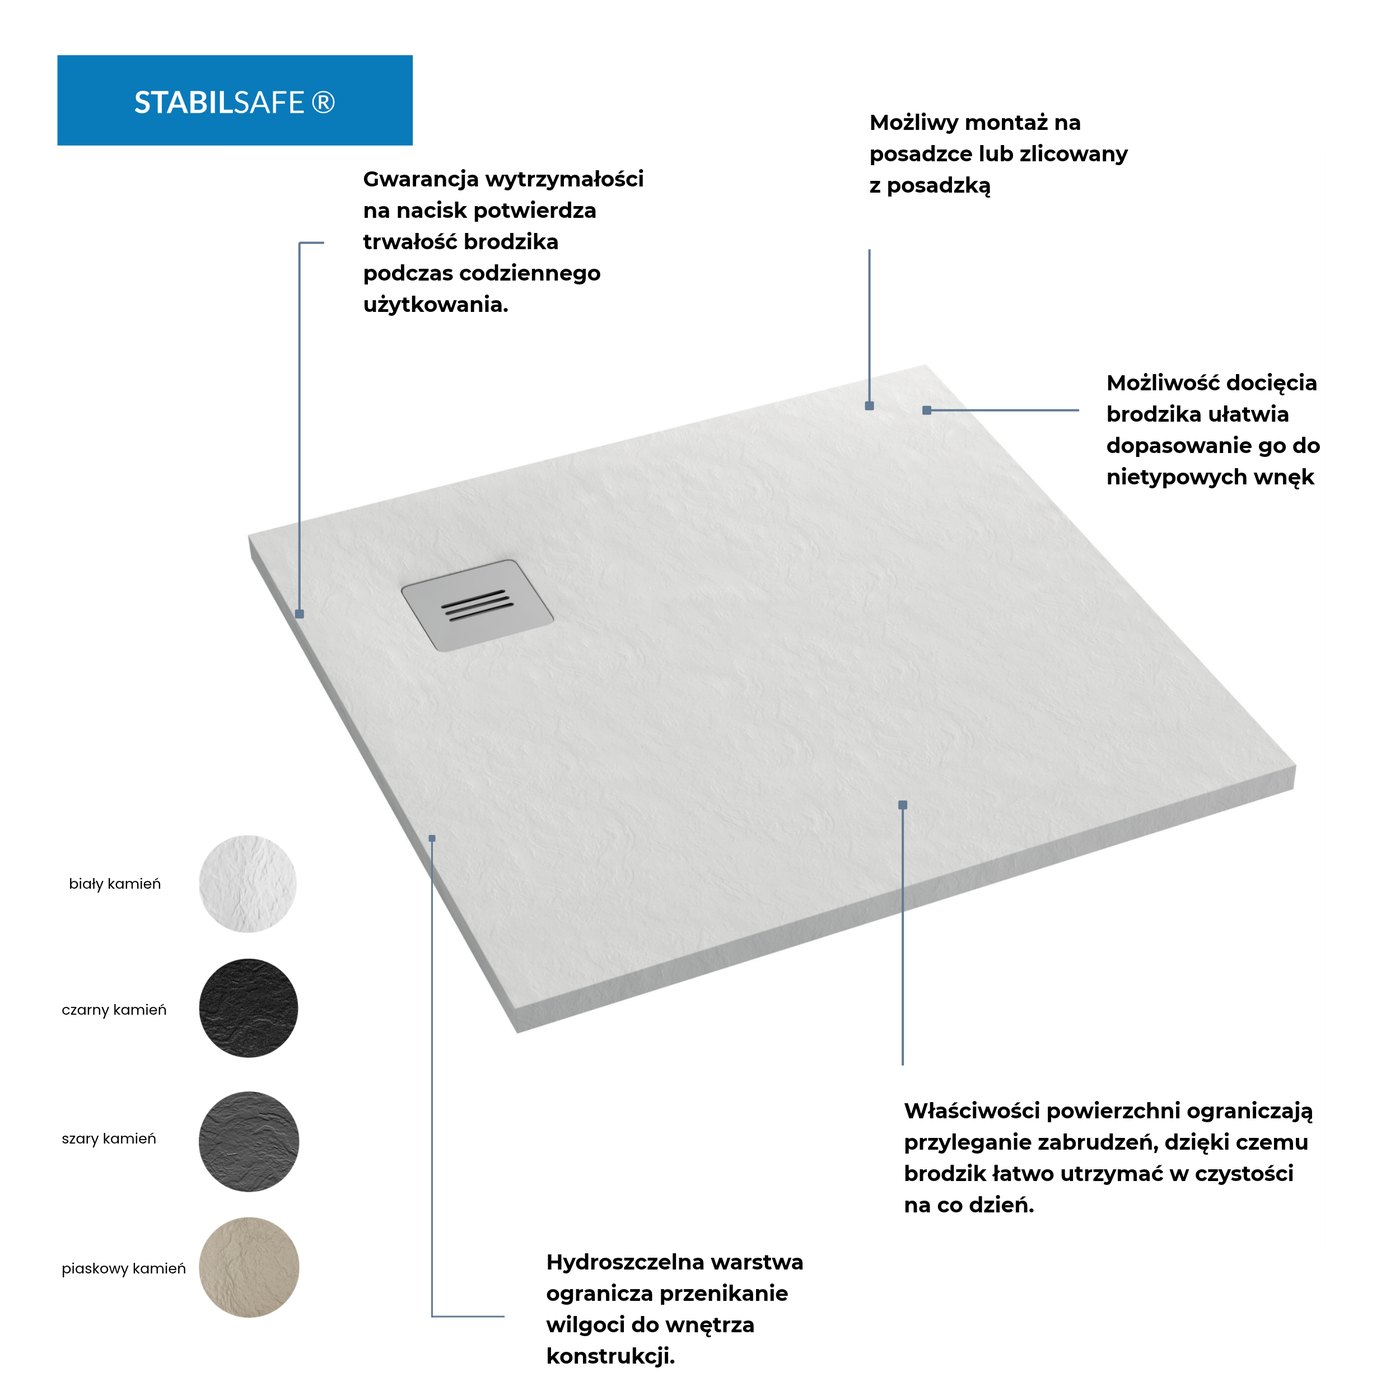 STABILSAFE ®
Gwarancja wytrzymałości
na nacisk potwierdza
trwałość brodzika
podczas codziennego
użytkowania.
Możliwy montaż na
posadzce lub zlicowany
z posadzką
Możliwość docięcia
brodzika ułatwia
dopasowanie go do
nietypowych wnęk
biały kamień
czarny kamień
szary kamień
piaskowy kamień
Właściwości powierzchni ograniczają
przyleganie zabrudzeń, dzięki czemu
brodzik łatwo utrzymać w czystości
na co dzień.
Hydroszczelna warstwa
ogranicza przenikanie
wilgoci do wnętrza
konstrukcji.